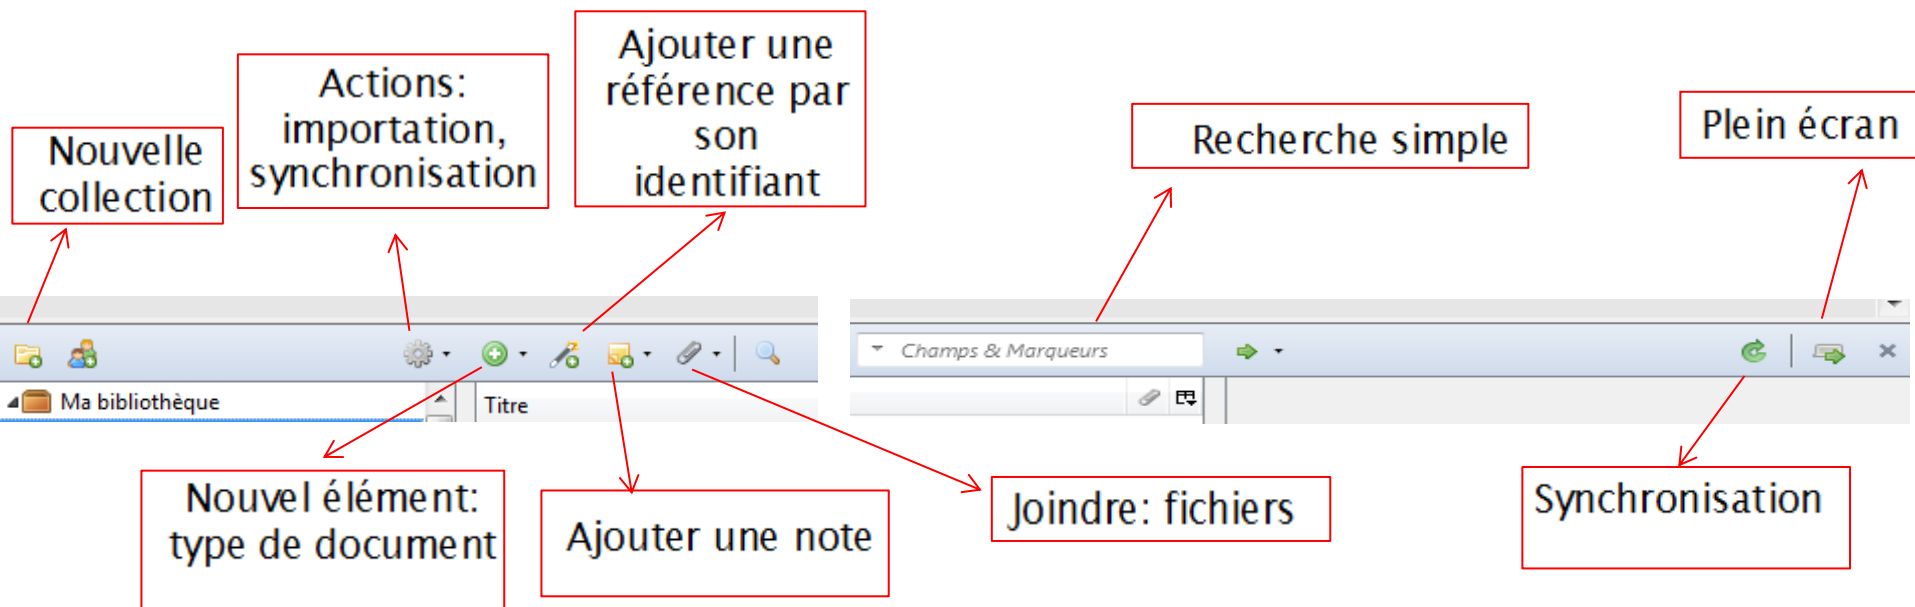 Nouvelle
collection
Actions:
importation,
synchronisation
Ajouter une
référence par
son
identifiant
Recherche simple
Plein écran
Champs & Marqueurs
Ma bibliothèque
Titre
Nouvel élément:
type de document
Ajouter une note
Joindre: fichiers
Synchronisation